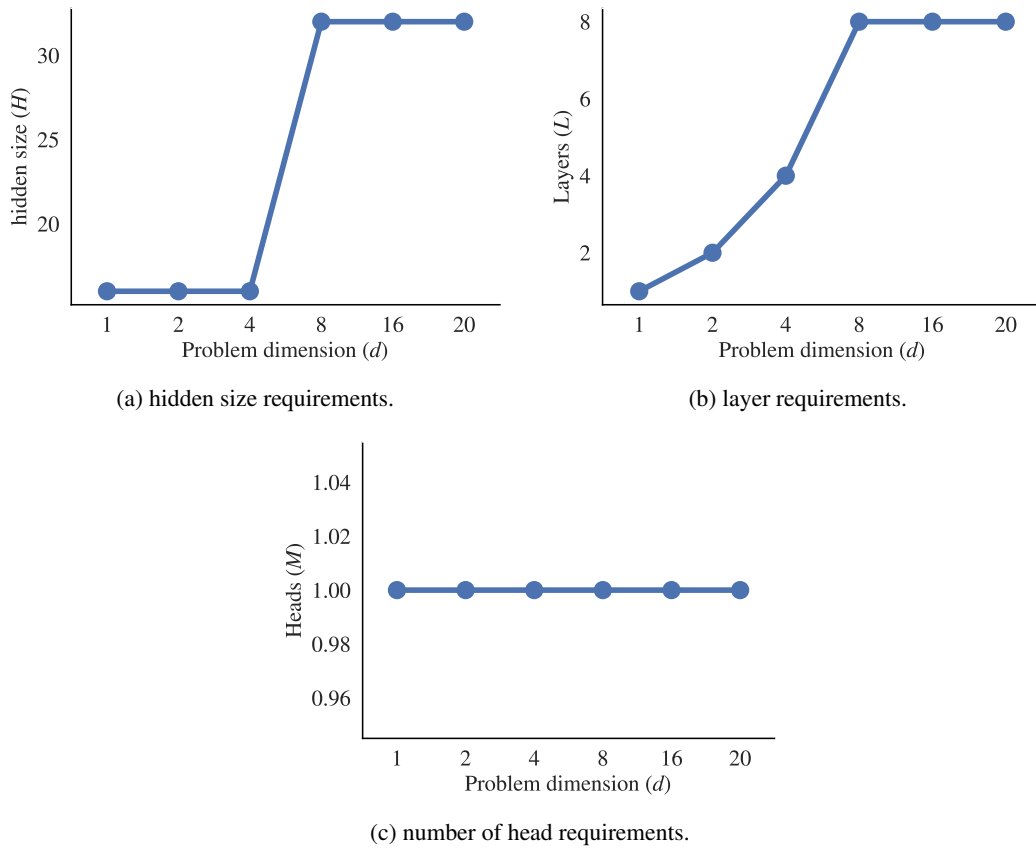 hidden size (H)
30
25
20
1 2 4 8 16 20
Problem dimension (d)
(a) hidden size requirements.
Layers (L)
8
6
4
2
1 2 4 8 16 20
Problem dimension (d)
(b) layer requirements.
Heads (M)
1.04
1.02
1.00
0.98
0.96
1 2 4 8 16 20
Problem dimension (d)
(c) number of head requirements.